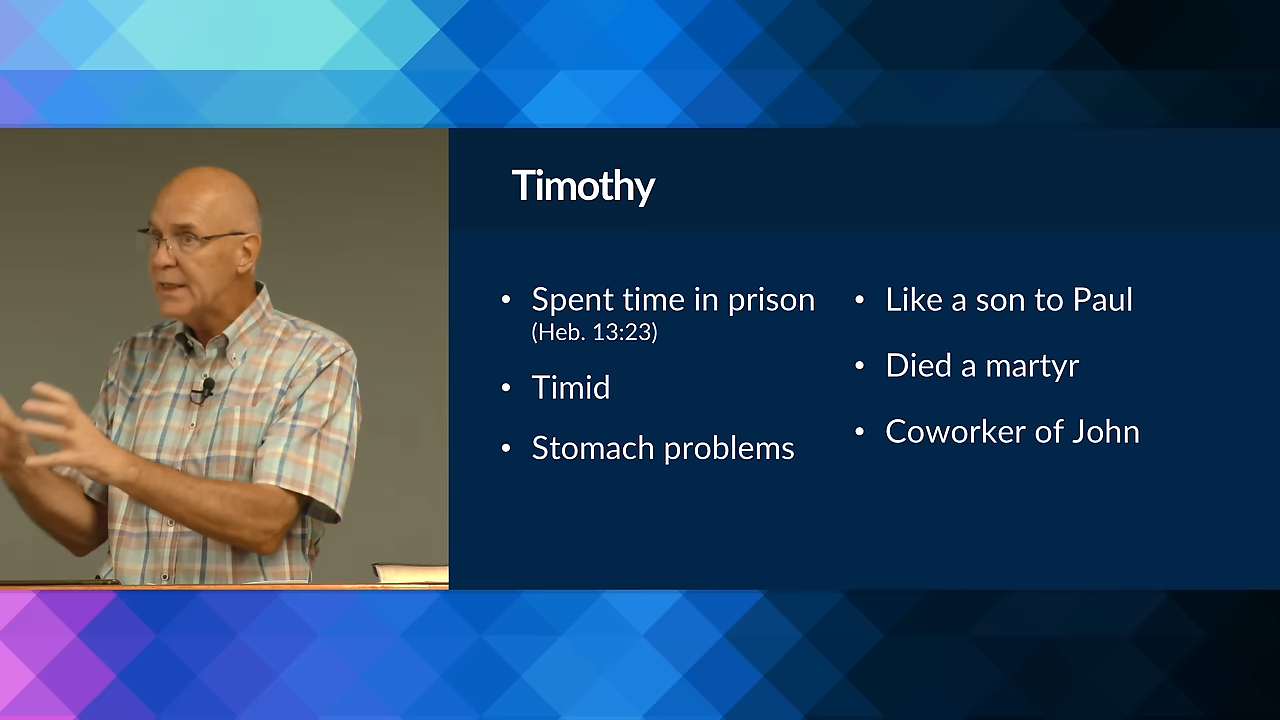 Timothy
• Spent time in prison
(Heb. 13:23)
• Timid
• Stomach problems
• Like a son to Paul
• Died a martyr
• Coworker of John